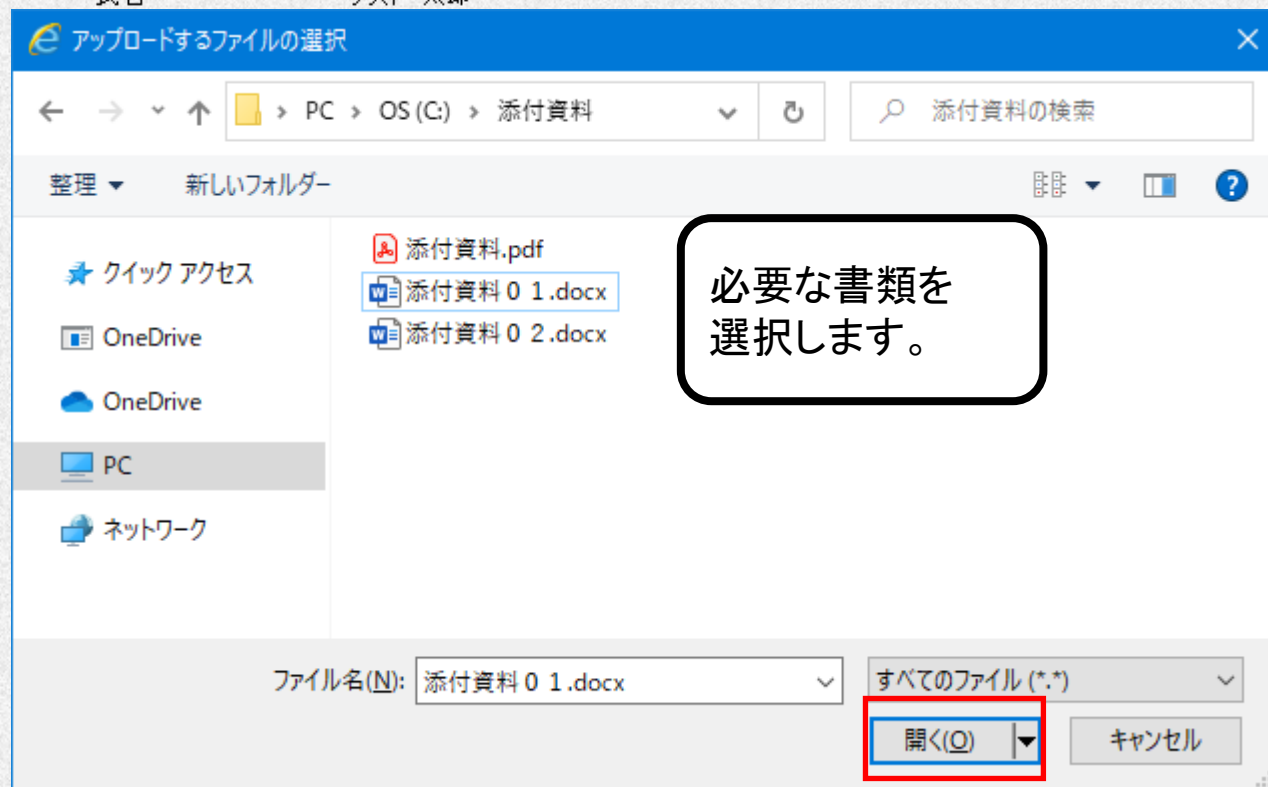 アップロードするファイルの選択
PC > OS (C:) > 添付資料
添付資料の検索
整理
新しいフォルダー
クイック アクセス
OneDrive
OneDrive
PC
ネットワーク
添付資料.pdf
添付資料０１.docx
添付資料０２.docx
必要な書類を
選択します。
ファイル名(N):
添付資料０１.docx
すべてのファイル (*.*)
開く(O)
キャンセル